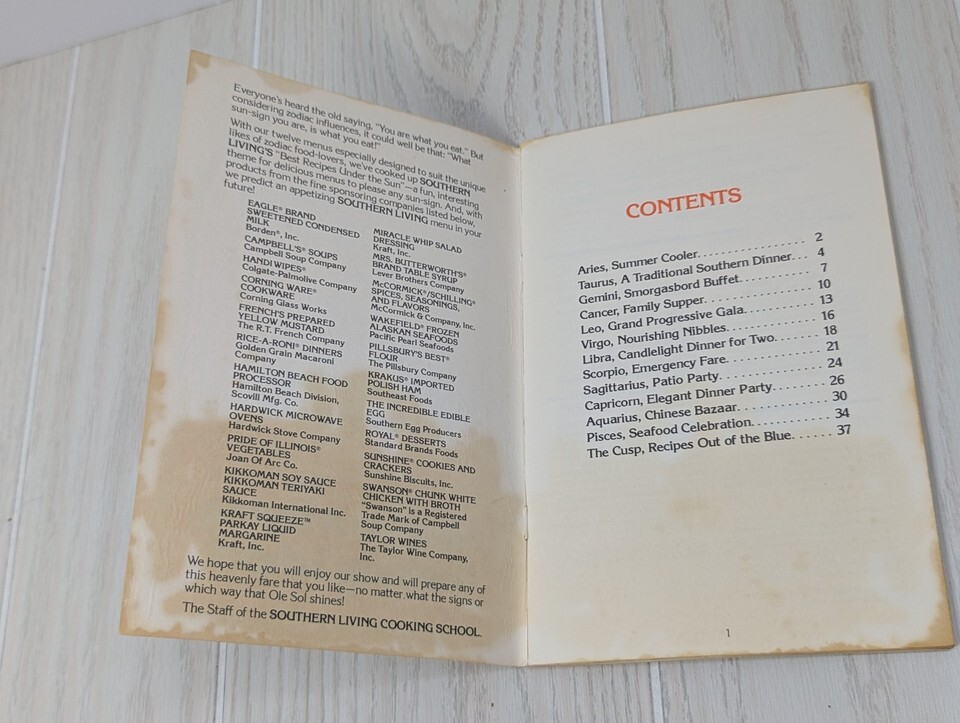 Everyone's heard the old saying, "You are what you eat." But
considering zodiac influences, it could well be that: "What
sun-sign you are, is what you eat!"
With our twelve menus especially designed to suit the unique
likes of zodiac food-lovers, we've cooked up SOUTHERN
LIVING'S "Best Recipes Under the Sun"—a fun, interesting
theme for delicious menus to please any sun-sign. And, with
products from the fine sponsoring companies listed below,
we predict an appetizing SOUTHERN LIVING menu in your
future!
EAGLE® BRAND
SWEETENED CONDENSED
MILK
Borden®, Inc.
CAMPBELL'S® SOUPS
Campbell Soup Company
HANDI WIPES®
Colgate-Palmolive Company
CORNING WARE®
COOKWARE
Corning Glass Works
FRENCH'S PREPARED
YELLOW MUSTARD
The R.T. French Company
RICE-A-RONI® DINNERS
Golden Grain Macaroni
Company
HAMILTON BEACH FOOD
PROCESSOR
Hamilton Beach Division,
Scovill Mfg. Co.
HARDWICK MICROWAVE
OVENS
Hardwick Stove Company
PRIDE OF ILLINOIS®
VEGETABLES
Joan Of Arc Co.
KIKKOMAN SOY SAUCE
KIKKOMAN TERIYAKI
SAUCE
Kikkoman International Inc.
KRAFT SQUEEZE™
PARKAY LIQUID
MARGARINE
Kraft, Inc.
MIRACLE WHIP SALAD
DRESSING
Kraft, Inc.
MRS. BUTTERWORTH'S®
BRAND TABLE SYRUP
Lever Brothers Company
McCORMICK®/SCHILLING®
SPICES, SEASONINGS,
AND FLAVORS
McCormick & Company, Inc.
WAKEFIELD® FROZEN
ALASKAN SEAFOODS
Pacific Pearl Seafoods
PILLSBURY'S BEST®
FLOUR
The Pillsbury Company
KRAKUS® IMPORTED
POLISH HAM
Southeast Foods
THE INCREDIBLE EDIBLE
EGG
Southern Egg Producers
ROYAL® DESSERTS
Standard Brands Foods
SUNSHINE® COOKIES AND
CRACKERS
Sunshine Biscuits, Inc.
SWANSON® CHUNK WHITE
CHICKEN WITH BROTH
"Swanson" is a Registered
Trade Mark of Campbell
Soup Company
TAYLOR WINES
The Taylor Wine Company,
Inc.
We hope that you will enjoy our show and will prepare any of
this heavenly fare that you like—no matter what the signs or
which way that Ole Sol shines!
The Staff of the SOUTHERN LIVING COOKING SCHOOL.
CONTENTS
Aries, Summer Cooler. . . . . . . . . . . . . . . . 2
Taurus, A Traditional Southern Dinner. . . 4
Gemini, Smorgasbord Buffet. . . . . . . . . . 7
Cancer, Family Supper. . . . . . . . . . . . . . . 10
Leo, Grand Progressive Gala. . . . . . . . . . 13
Virgo, Nourishing Nibbles. . . . . . . . . . . . . 16
Libra, Candlelight Dinner for Two. . . . . . . 18
Scorpio, Emergency Fare. . . . . . . . . . . . . 21
Sagittarius, Patio Party. . . . . . . . . . . . . . . 24
Capricorn, Elegant Dinner Party. . . . . . . . 26
Aquarius, Chinese Bazaar. . . . . . . . . . . . . 30
Pisces, Seafood Celebration. . . . . . . . . . . 34
The Cusp, Recipes Out of the Blue. . . . . . 37
1